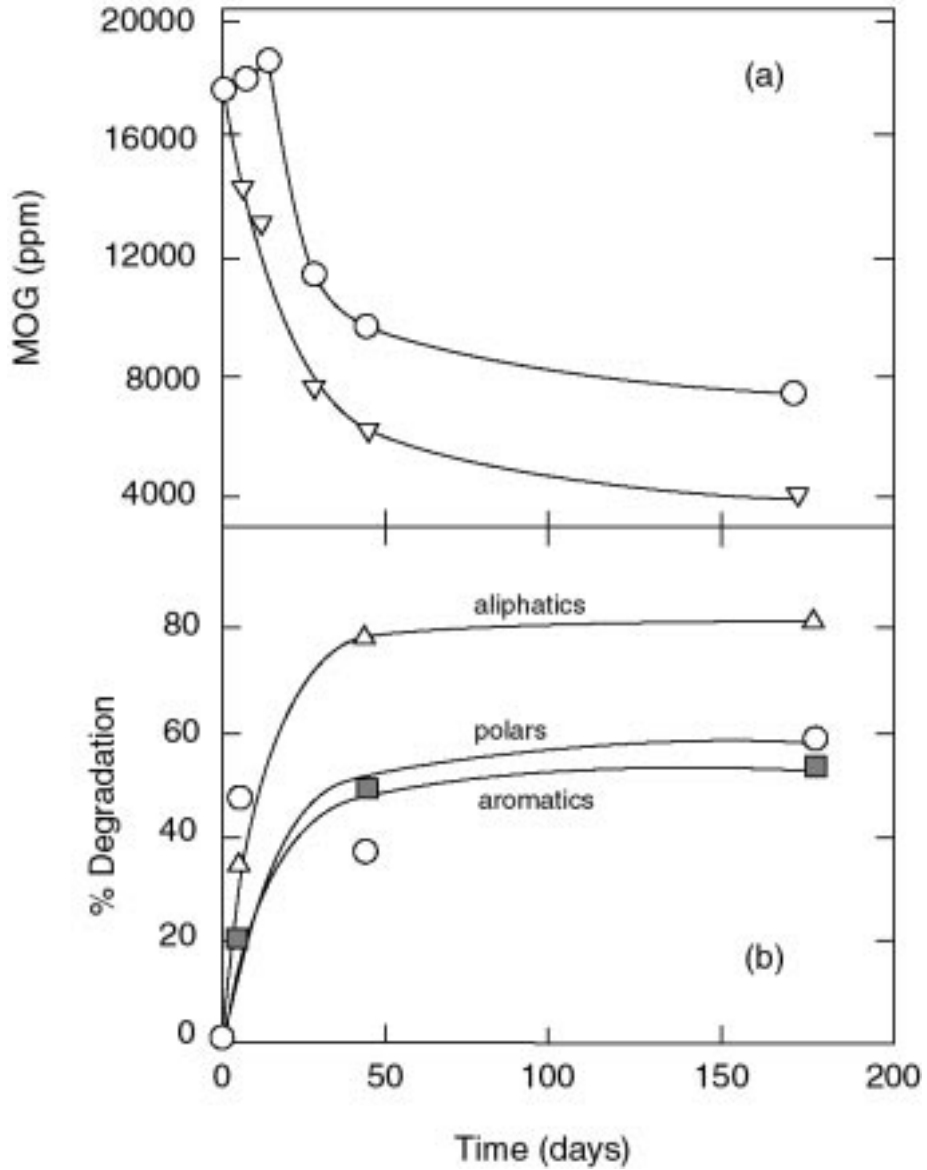 20000
16000
12000
8000
4000
MOG (ppm)
(a)
80
60
40
20
0
% Degradation
aliphatics
polars
aromatics
(b)
0 50 100 150 200
Time (days)